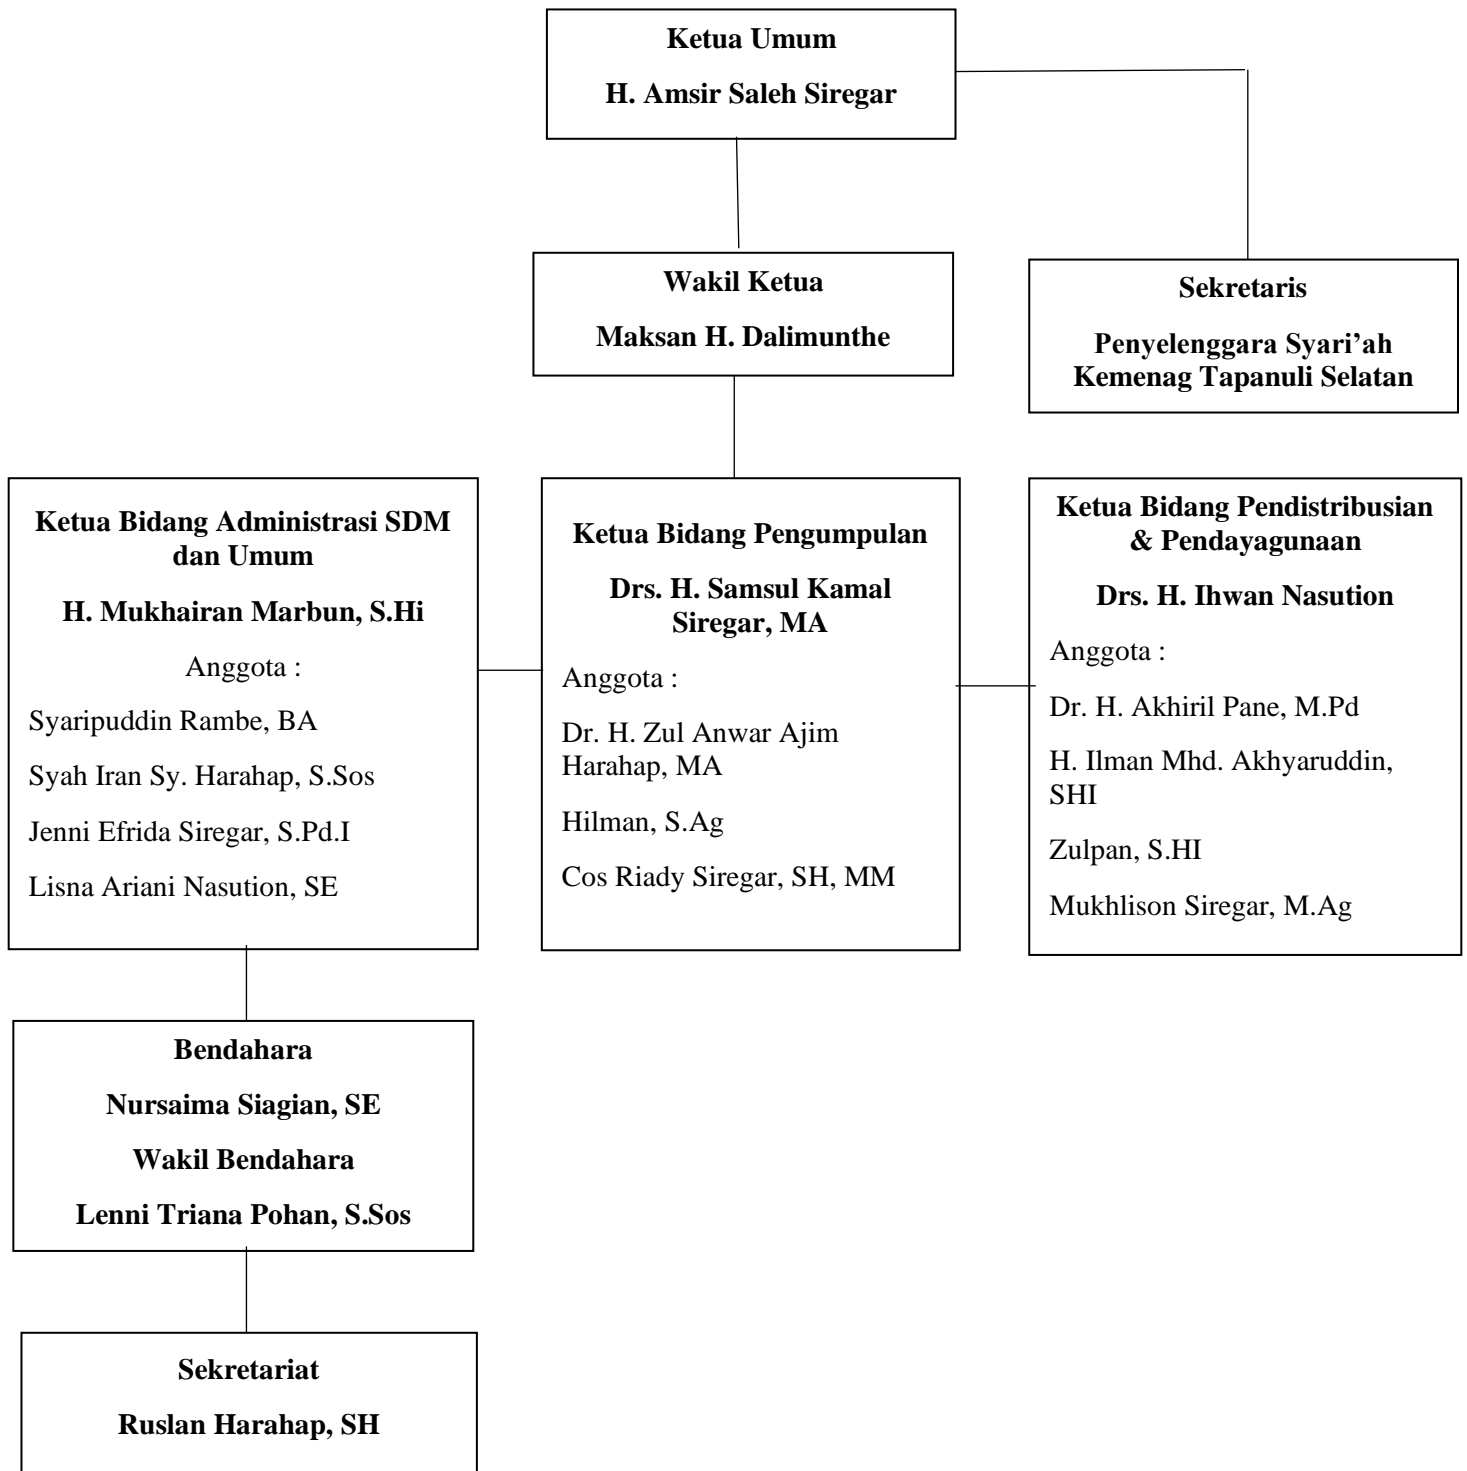 Ketua Umum
H. Amsir Saleh Siregar
Wakil Ketua
Maksan H. Dalimunthe
Sekretaris
Penyelenggara Syari’ah
Kemenag Tapanuli Selatan
Ketua Bidang Administrasi SDM
dan Umum
H. Mukhairan Marbun, S.Hi
Anggota :
Syaripuddin Rambe, BA
Syah Iran Sy. Harahap, S.Sos
Jenni Efrida Siregar, S.Pd.I
Lisna Ariani Nasution, SE
Ketua Bidang Pengumpulan
Drs. H. Samsul Kamal
Siregar, MA
Anggota :
Dr. H. Zul Anwar Ajim
Harahap, MA
Hilman, S.Ag
Cos Riady Siregar, SH, MM
Ketua Bidang Pendistribusian
& Pendayagunaan
Drs. H. Ihwan Nasution
Anggota :
Dr. H. Akhiril Pane, M.Pd
H. Ilman Mhd. Akhyaruddin,
SHI
Zulpan, S.HI
Mukhlison Siregar, M.Ag
Bendahara
Nursaima Siagian, SE
Wakil Bendahara
Lenni Triana Pohan, S.Sos
Sekretariat
Ruslan Harahap, SH